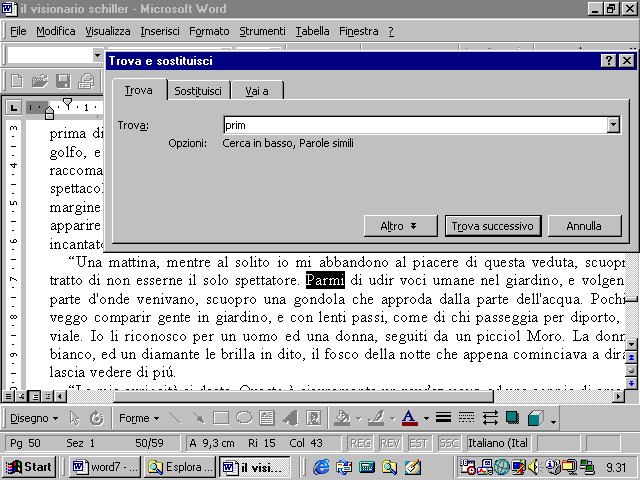 il visionario schiller - Microsoft Word
File Modifica Visualizza Inserisci Formato Strumenti Tabella Finestra ?
Trova e sostituisci
Trova Sostituisci Vai a
Trova: prim
Opzioni: Cerca in basso, Parole simili
Altro Trova successivo Annulla
prima di
golfo, e
raccoma
spettacol
margine
apparire
incantato
“Una mattina, mentre al solito io mi abbandono al piacere di questa veduta, scuopr
tratto di non esserne il solo spettatore. Parmi di udir voci umane nel giardino, e volgen
parte d'onde venivano, scuopro una gondola che approda dalla parte dell'acqua. Poch
veggo comparir gente in giardino, e con lenti passi, come di chi passeggia per diporto,
viale. Io li riconosco per un uomo ed una donna, seguiti da un picciol Moro. La donn
bianco, ed un diamante le brilla in dito, il fosco della notte che appena cominciava a dira
lascia vedere di piú.
Disegno Forme
Pg 50 Sez 1 50/59 A 9,3 cm Ri 15 Col 43 REG REV EST SSC Italiano (Ital
Start word7 - ... Esplora ... il visi... 9.31